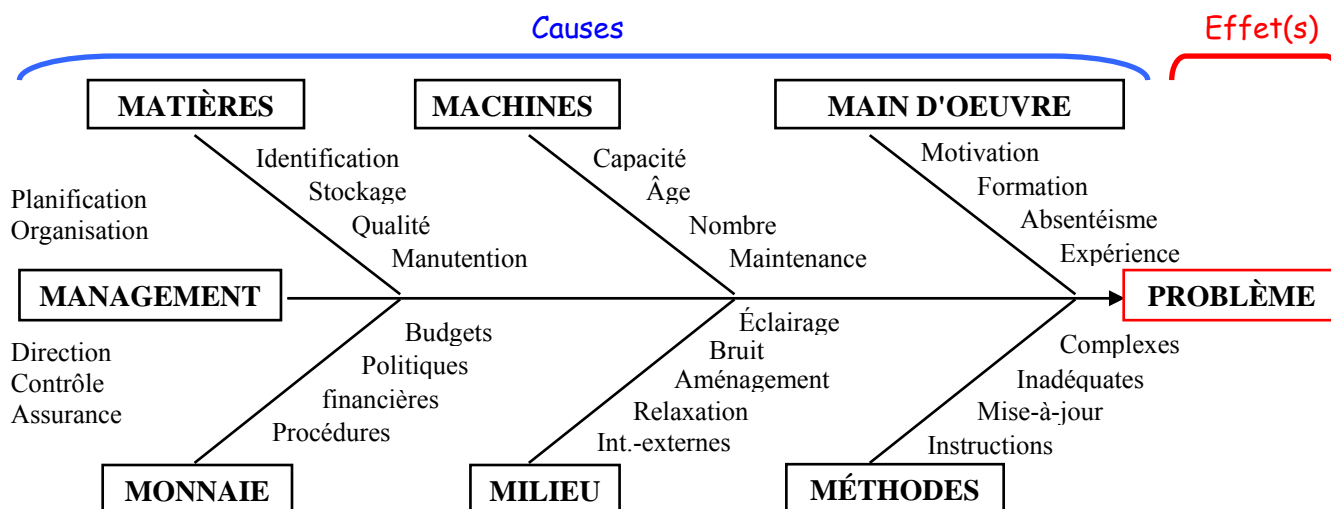 Causes
Effet(s)
MATIÈRES
MACHINES
MAIN D'OEUVRE
Identification
Stockage
Qualité
Manutention
Capacité
Âge
Nombre
Maintenance
Motivation
Formation
Absentéisme
Expérience
Planification
Organisation
MANAGEMENT
PROBLÈME
Direction
Contrôle
Assurance
Budgets
Politiques
financières
Procédures
Éclairage
Bruit
Aménagement
Relaxation
Int.-externes
Complexes
Inadéquates
Mise-à-jour
Instructions
MONNAIE
MILIEU
MÉTHODES